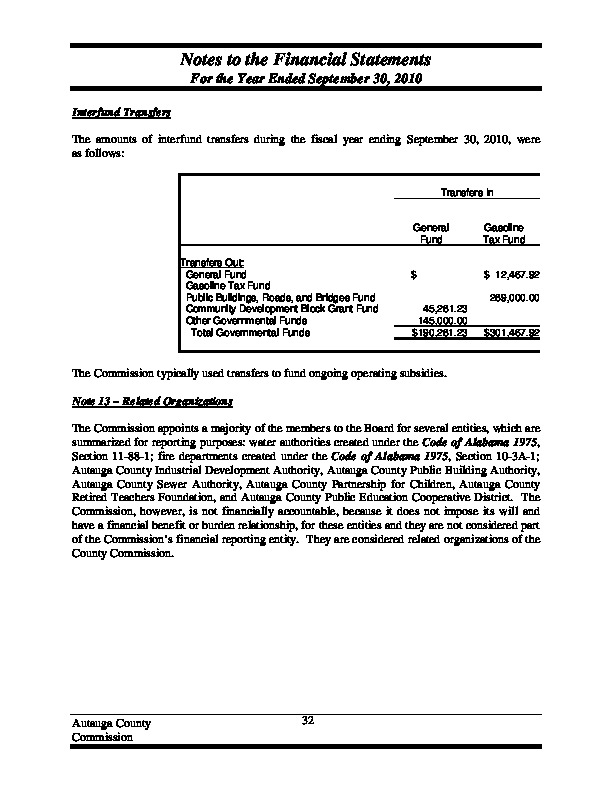 Notes to the Financial Statements
For the Year Ended September 30, 2010
Interfund Transfers
The amounts of interfund transfers during the fiscal year ending September 30, 2010, were
as follows:
Transfers In
General Gasoline
Fund Tax Fund
Transfers Out:
General Fund $ $ 12,467.92
Gasoline Tax Fund
Public Buildings, Roads, and Bridges Fund 289,000.00
Community Development Block Grant Fund 45,261.23
Other Governmental Funds 145,000.00
Total Governmental Funds $190,261.23 $301,467.92
The Commission typically used transfers to fund ongoing operating subsidies.
Note 13 – Related Organizations
The Commission appoints a majority of the members to the Board for several entities, which are
summarized for reporting purposes: water authorities created under the Code of Alabama 1975,
Section 11-88-1; fire departments created under the Code of Alabama 1975, Section 10-3A-1;
Autauga County Industrial Development Authority, Autauga County Public Building Authority,
Autauga County Sewer Authority, Autauga County Partnership for Children, Autauga County
Retired Teachers Foundation, and Autauga County Public Education Cooperative District. The
Commission, however, is not financially accountable, because it does not impose its will and
have a financial benefit or burden relationship, for these entities and they are not considered part
of the Commission's financial reporting entity. They are considered related organizations of the
County Commission.
Autauga County 32
Commission